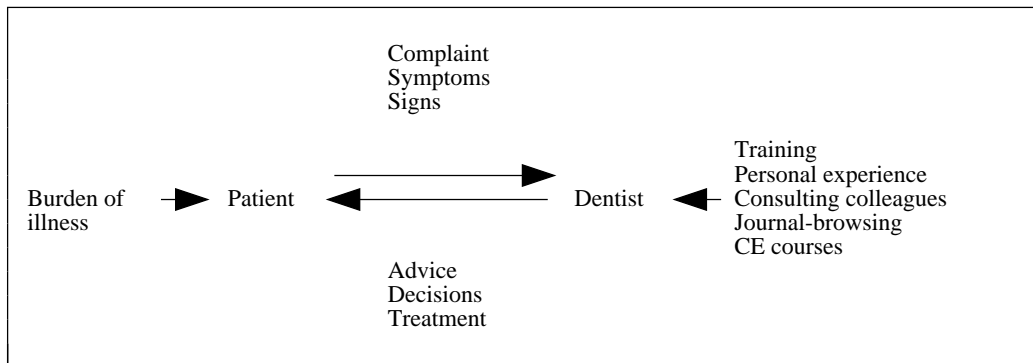 Complaint
Symptoms
Signs
Burden of
illness
Patient
Dentist
Training
Personal experience
Consulting colleagues
Journal-browsing
CE courses
Advice
Decisions
Treatment